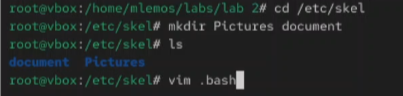 root@vbox:/home/mlemos/labs/lab 2# cd /etc/skel
root@vbox:/etc/skel# mkdir Pictures document
root@vbox:/etc/skel# ls
document Pictures
root@vbox:/etc/skel# vim .bash